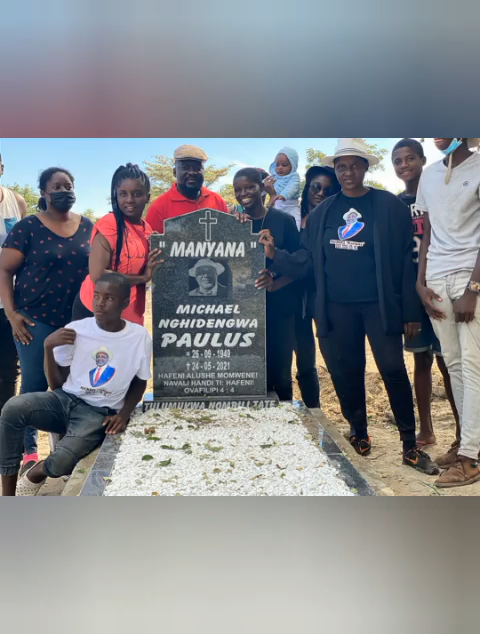 " MANYANA "
MICHAEL
NGHIDENGWA
PAULUS
* 26 - 09 - 1949
✝ 24 - 05 - 2021
HAFENI ALUSHE MOMWENE!
NAVALI HANDI TI: HAFENI!
OVAFILIPI 4 : 4
TULIMUKWA NOMBILI TATE